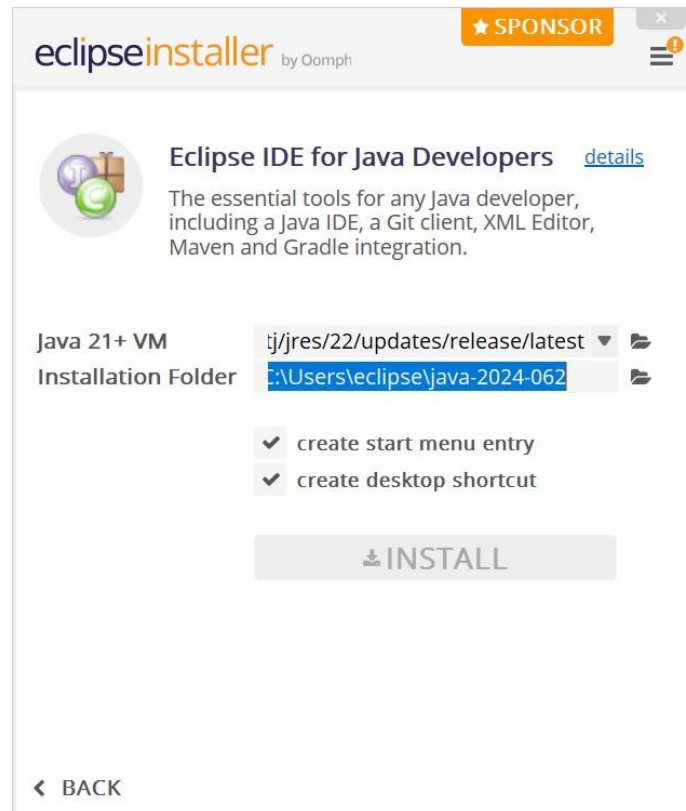 SPONSOR
eclipseinstaller by Oomph
Eclipse IDE for Java Developers details
The essential tools for any Java developer,
including a Java IDE, a Git client, XML Editor,
Maven and Gradle integration.
Java 21+ VM tj/jres/22/updates/release/latest
Installation Folder C:\Users\eclipse\java-2024-062
create start menu entry
create desktop shortcut
INSTALL
BACK